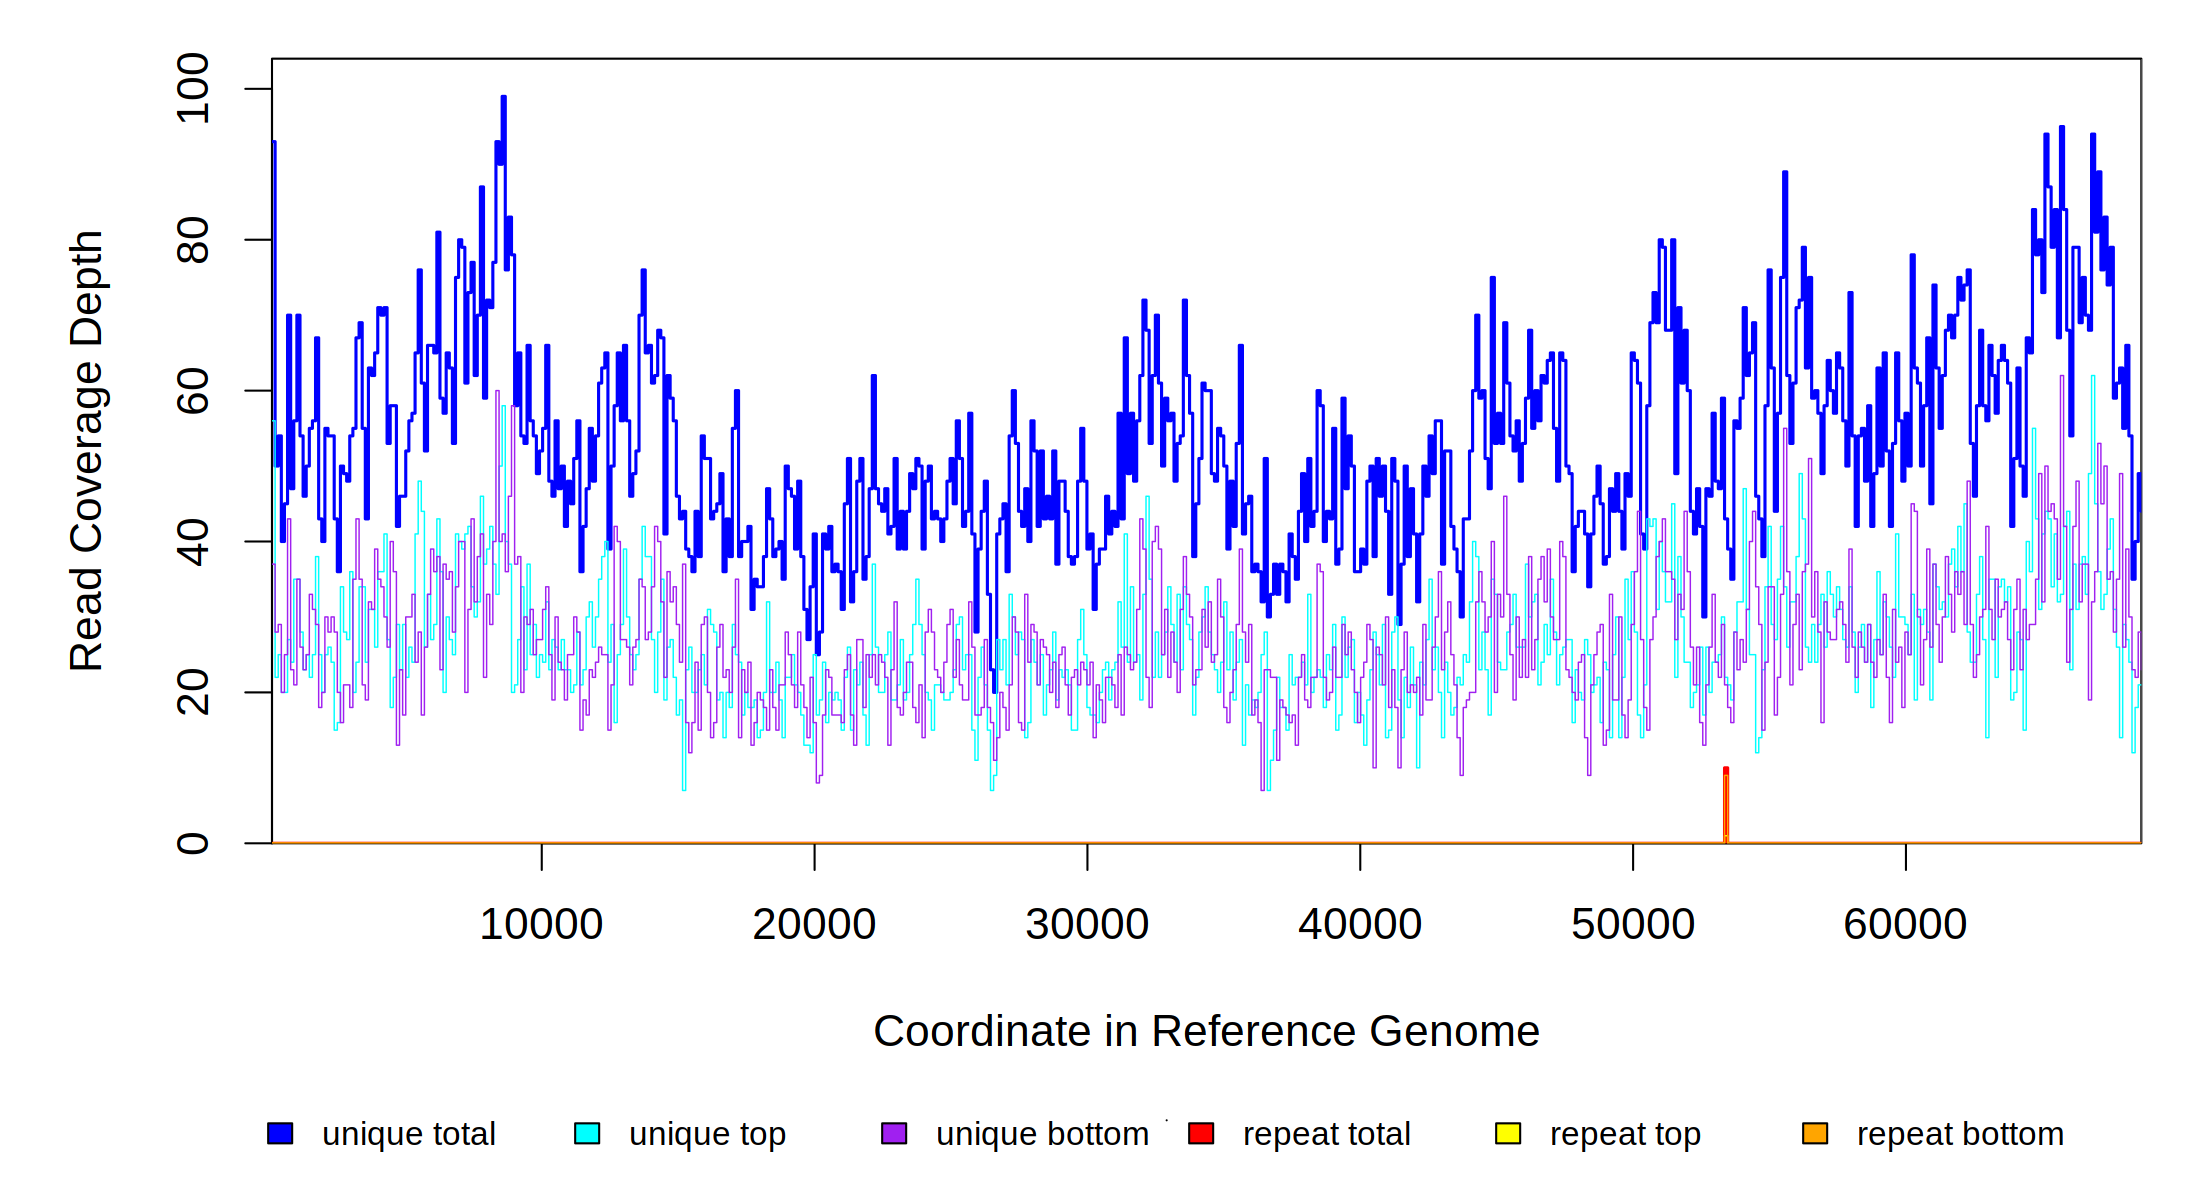 Read Coverage Depth
100
80
60
40
20
0
10000 20000 30000 40000 50000 60000
Coordinate in Reference Genome
unique total unique top unique bottom repeat total repeat top repeat bottom